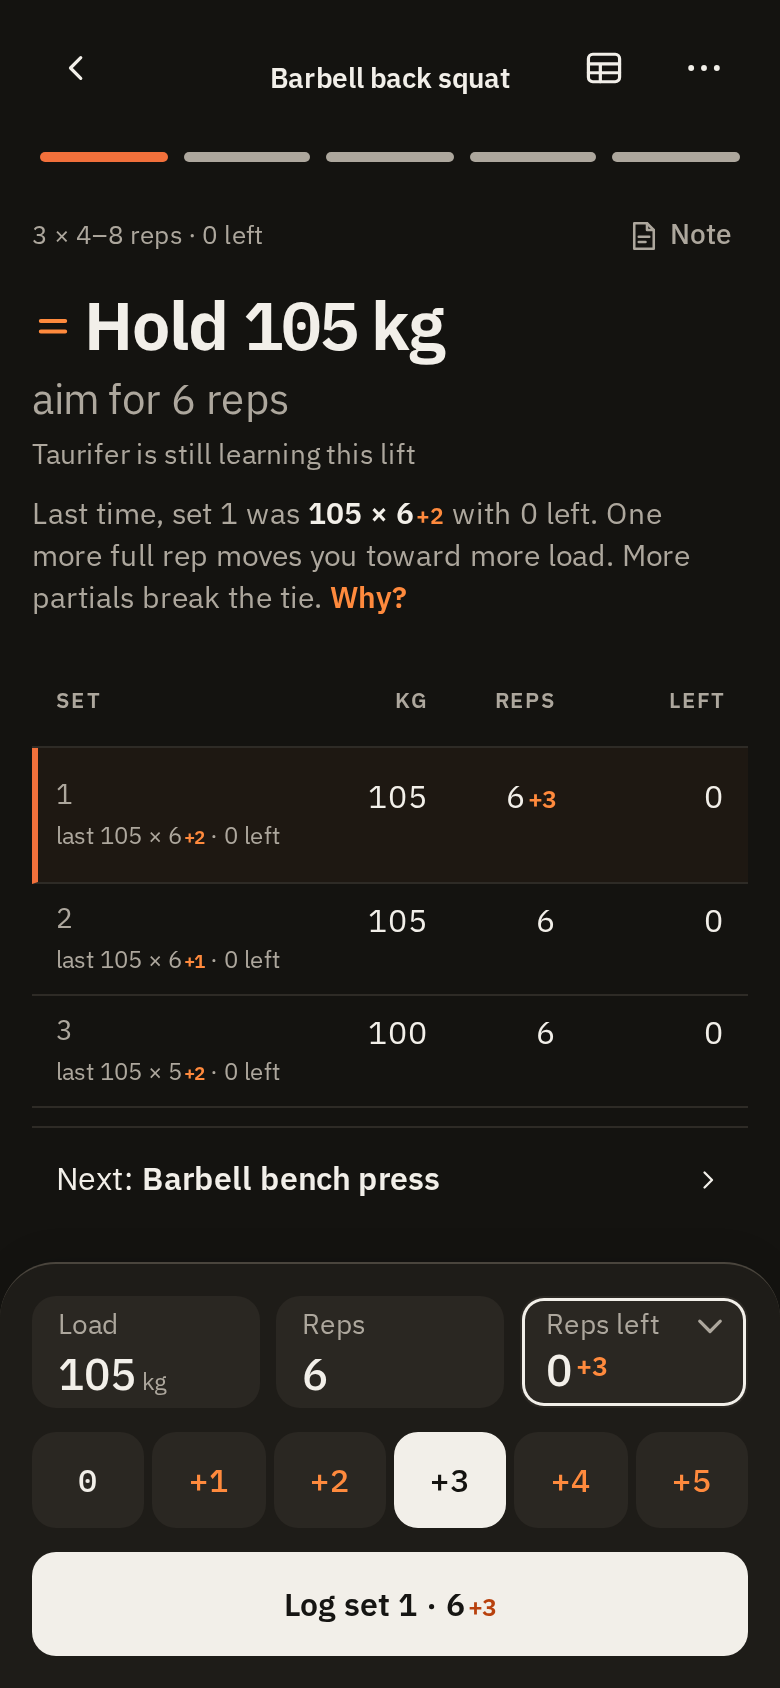 Barbell back squat
3 × 4–8 reps · 0 left
Note
= Hold 105 kg
aim for 6 reps
Taurifer is still learning this lift
Last time, set 1 was 105 × 6+2 with 0 left. One
more full rep moves you toward more load. More
partials break the tie. Why?
SET KG REPS LEFT
1 105 6+3 0
last 105 × 6+2 · 0 left
2 105 6 0
last 105 × 6+1 · 0 left
3 100 6 0
last 105 × 5+2 · 0 left
Next: Barbell bench press
Load Reps Reps left
105 kg 6 0+3
0 +1 +2 +3 +4 +5
Log set 1 · 6+3